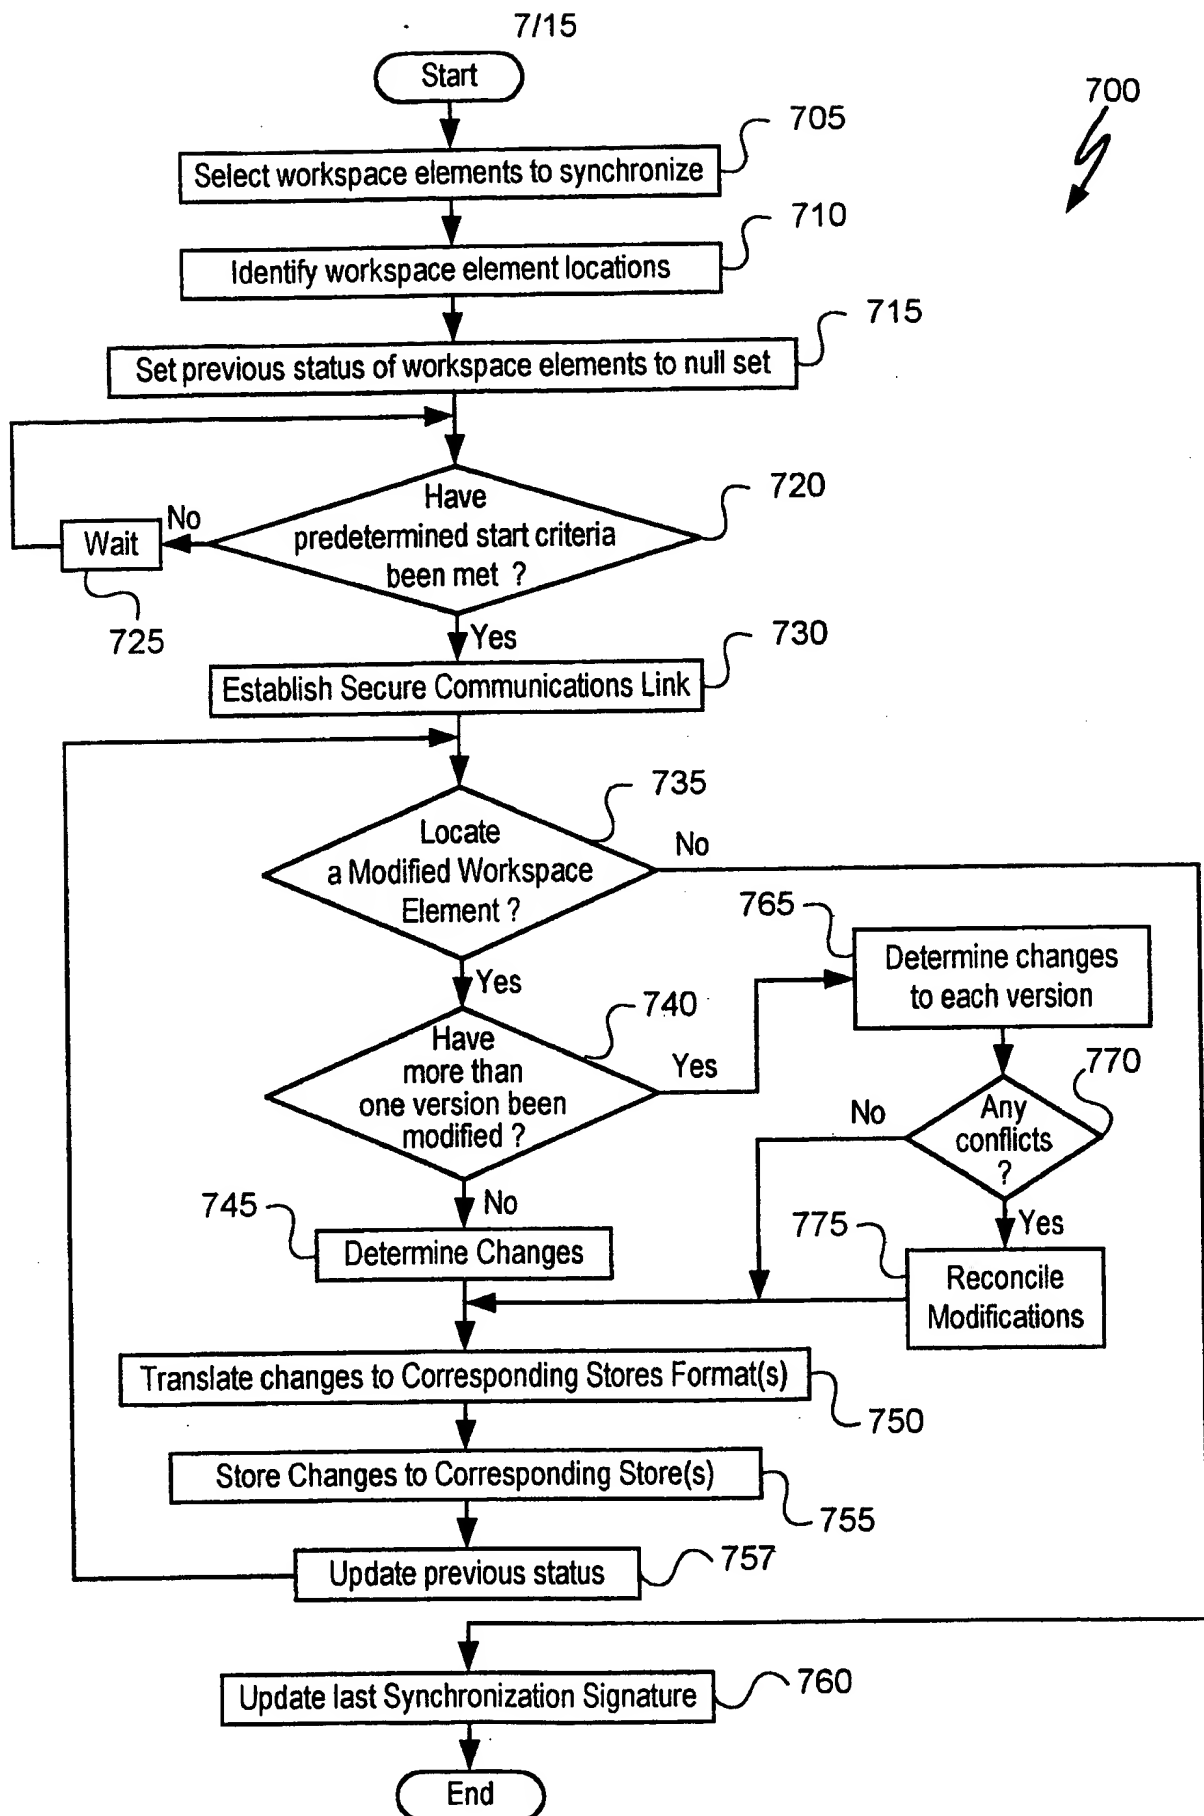 7/15
Start
700
705
Select workspace elements to synchronize
710
Identify workspace element locations
715
Set previous status of workspace elements to null set
720
Have
predetermined start criteria
been met ?
No
Wait
725
Yes
730
Establish Secure Communications Link
735
Locate
a Modified Workspace
Element ?
No
Yes
740
Have
more than
one version been
modified ?
Yes
765
Determine changes
to each version
770
Any
conflicts
?
No
Yes
775
Reconcile
Modifications
No
745
Determine Changes
Translate changes to Corresponding Stores Format(s)
750
Store Changes to Corresponding Store(s)
755
Update previous status
757
Update last Synchronization Signature
760
End